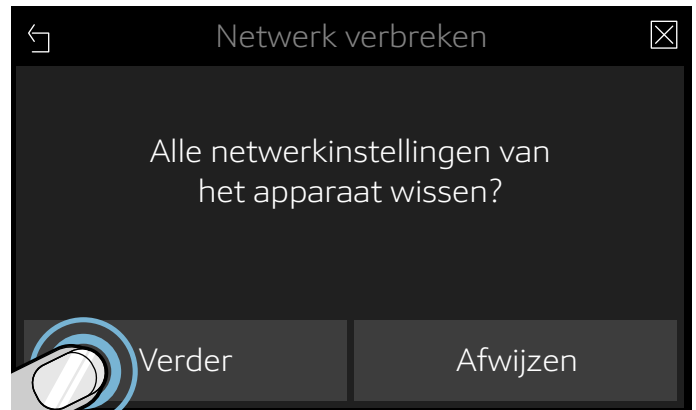 Netwerk verbreken
Alle netwerkinstellingen van
het apparaat wissen?
Verder
Afwijzen